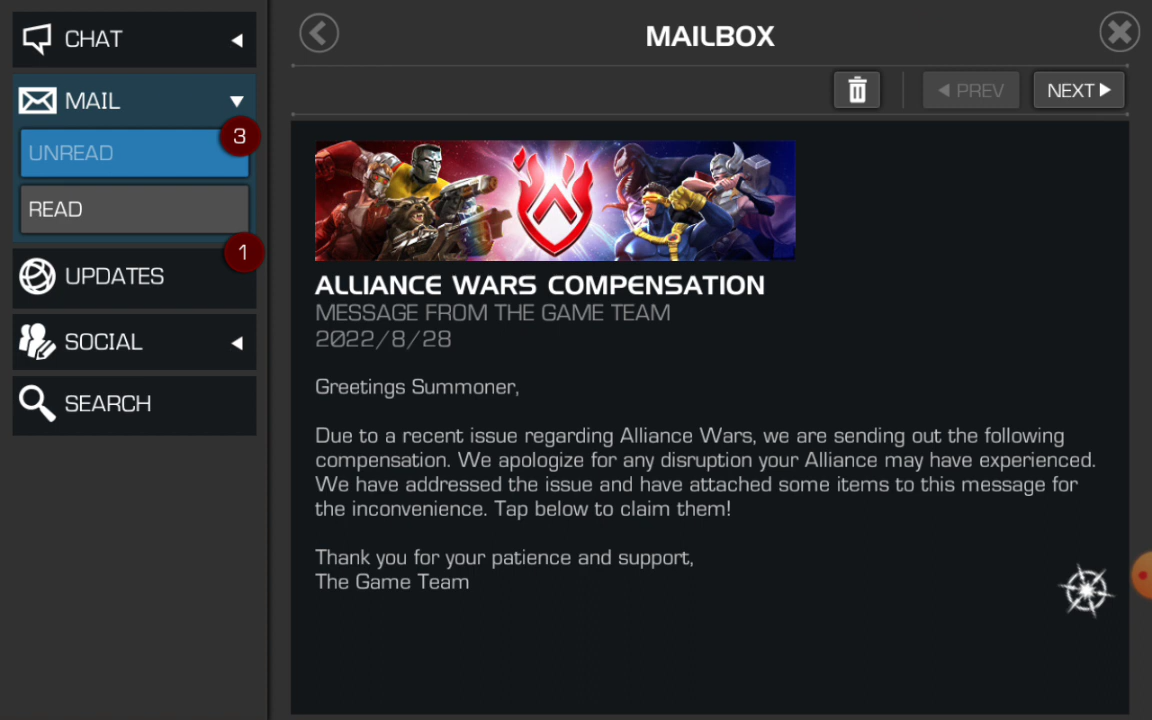 CHAT
MAIL
3
UNREAD
READ
1
UPDATES
SOCIAL
SEARCH
MAILBOX
PREV
NEXT
ALLIANCE WARS COMPENSATION
MESSAGE FROM THE GAME TEAM
2022/8/28
Greetings Summoner,
Due to a recent issue regarding Alliance Wars, we are sending out the following
compensation. We apologize for any disruption your Alliance may have experienced.
We have addressed the issue and have attached some items to this message for
the inconvenience. Tap below to claim them!
Thank you for your patience and support,
The Game Team